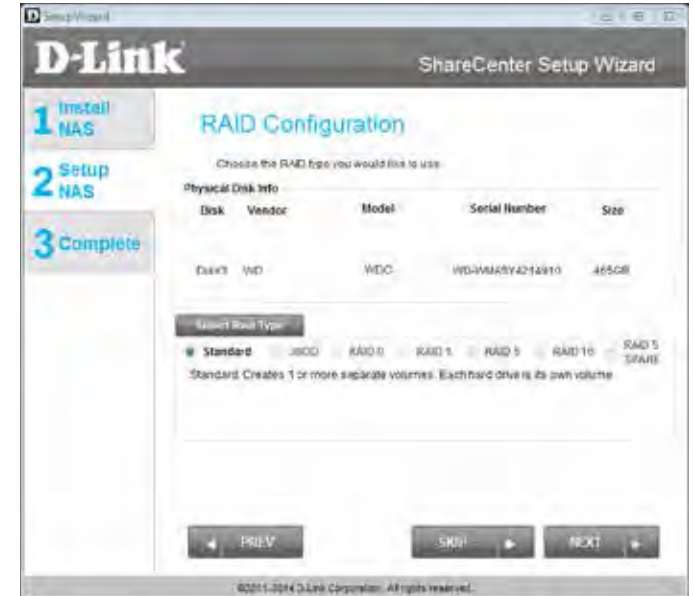 Setup Wizard
D-Link
ShareCenter Setup Wizard
1 Install NAS
2 Setup NAS
3 Complete
RAID Configuration
Choose the RAID type you would like to use
Physical Disk Info
Disk Vendor Model Serial Number Size
WD WDC 465GB
Select Raid Type
Standard JBOD RAID 0 RAID 1 RAID 5 RAID 10 RAID 5 SPARE
Standard Creates 1 or more separate volumes. Each hard drive is its own volume
PREV SKIP NEXT
©2011-2014 D-Link Corporation. All rights reserved.